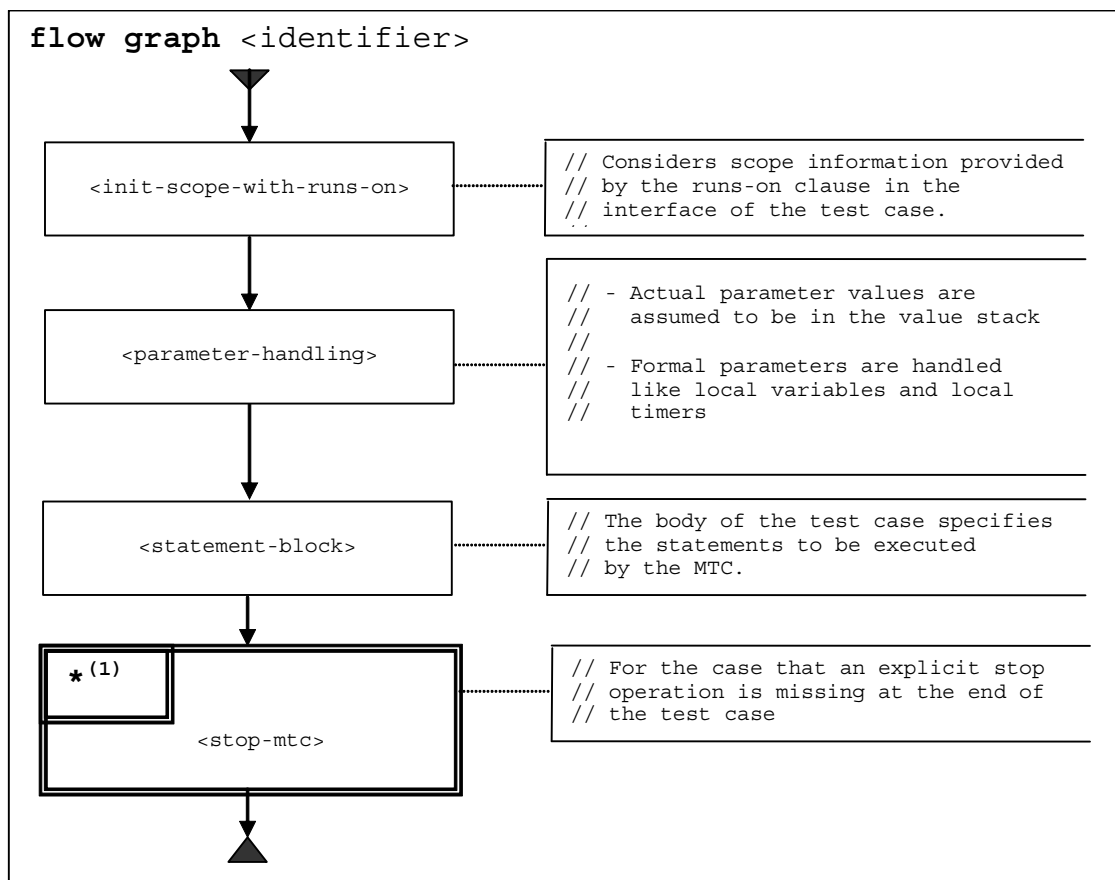 flow graph <identifier>
<init-scope-with-runs-on>
// Considers scope information provided
// by the runs-on clause in the
// interface of the test case.
//
<parameter-handling>
// - Actual parameter values are
//   assumed to be in the value stack
//
// - Formal parameters are handled
//   like local variables and local
//   timers
<statement-block>
// The body of the test case specifies
// the statements to be executed
// by the MTC.
*(1)
<stop-mtc>
// For the case that an explicit stop
// operation is missing at the end of
// the test case